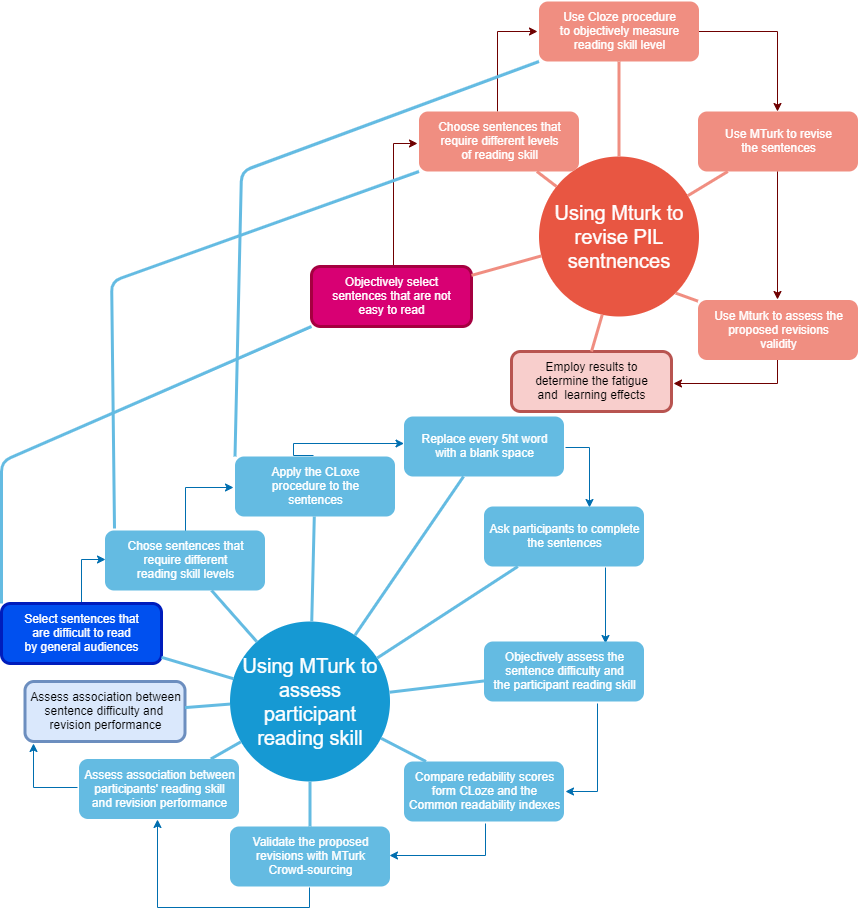 Use Cloze procedure
to objectively measure
reading skill level
Choose sentences that
require different levels
of reading skill
Use MTurk to revise
the sentences
Using Mturk to
revise PIL
sentnences
Objectively select
sentences that are not
easy to read
Use Mturk to assess the
proposed revisions
validity
Employ results to
determine the fatigue
and learning effects
Replace every 5ht word
with a blank space
Apply the CLoxe
procedure to the
sentences
Ask participants to complete
the sentences
Chose sentences that
require different
reading skill levels
Select sentences that
are difficult to read
by general audiences
Using MTurk to
assess
participant
reading skill
Objectively assess the
sentence difficulty and
the participant reading skill
Assess association between
sentence difficulty and
revision performance
Assess association between
participants' reading skill
and revision performance
Compare redability scores
form CLoze and the
Common readability indexes
Validate the proposed
revisions with MTurk
Crowd-sourcing